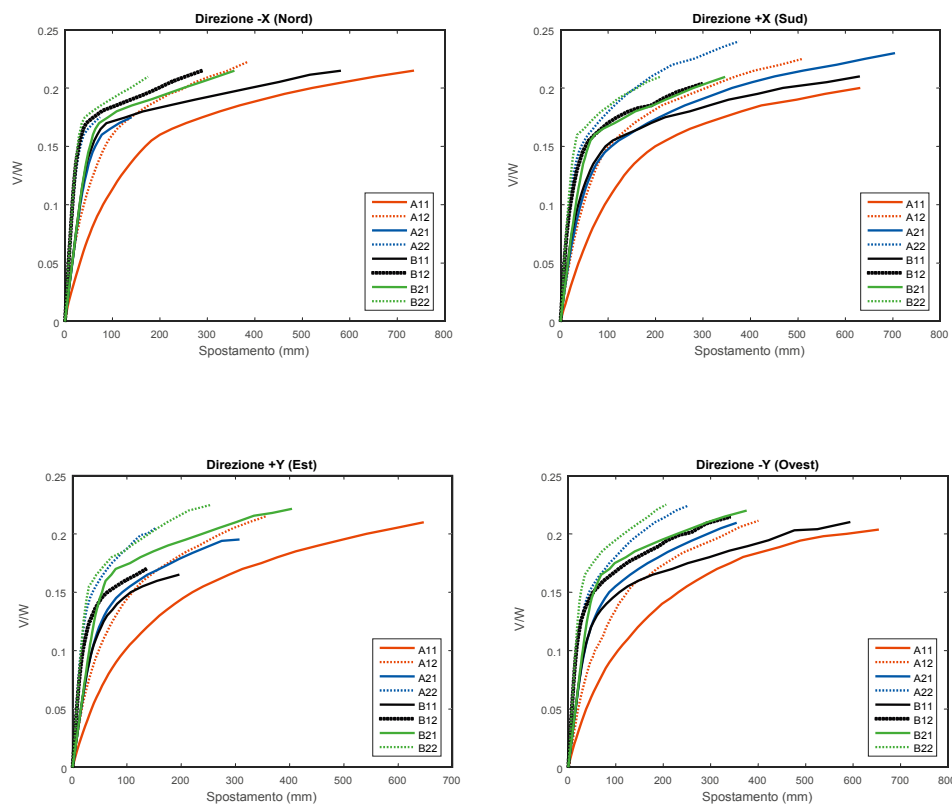 Direzione -X (Nord)
0.25
0.2
0.15
0.1
0.05
0
V/W
0 100 200 300 400 500 600 700 800
Spostamento (mm)
A11
A12
A21
A22
B11
B12
B21
B22
Direzione +X (Sud)
0.25
0.2
0.15
0.1
0.05
0
V/W
0 100 200 300 400 500 600 700 800
Spostamento (mm)
A11
A12
A21
A22
B11
B12
B21
B22
Direzione +Y (Est)
0.25
0.2
0.15
0.1
0.05
0
V/W
0 100 200 300 400 500 600 700
Spostamento (mm)
A11
A12
A21
A22
B11
B12
B21
B22
Direzione -Y (Ovest)
0.25
0.2
0.15
0.1
0.05
0
V/W
0 100 200 300 400 500 600 700 800
Spostamento (mm)
A11
A12
A21
A22
B11
B12
B21
B22